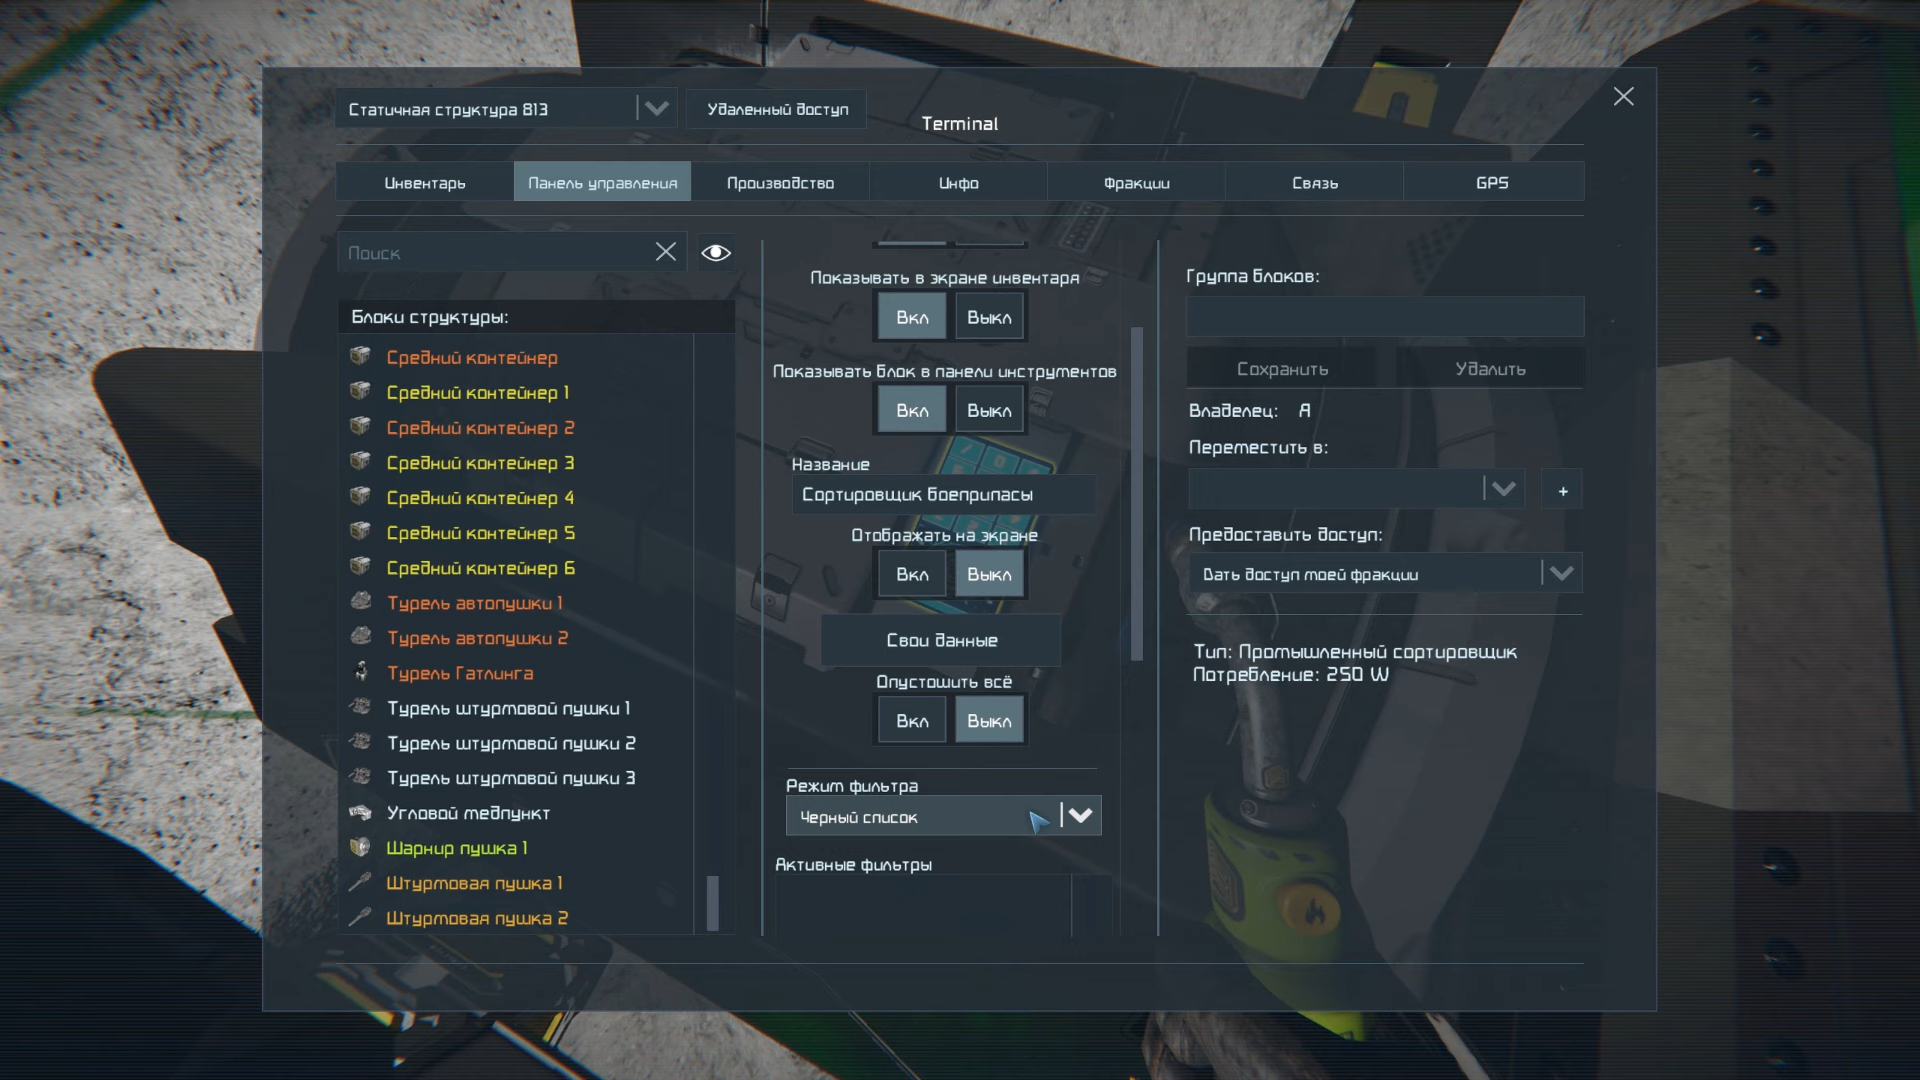 Статичная структура 813
Удаленный доступ
Terminal
Инвентарь
Панель управления
Производство
Инфо
Фракции
Связь
GPS
Поиск
Блоки структуры:
Средний контейнер
Средний контейнер 1
Средний контейнер 2
Средний контейнер 3
Средний контейнер 4
Средний контейнер 5
Средний контейнер 6
Турель автопушки 1
Турель автопушки 2
Турель Гатлинга
Турель штурмовой пушки 1
Турель штурмовой пушки 2
Турель штурмовой пушки 3
Угловой медпункт
Шарнир пушка 1
Штурмовая пушка 1
Штурмовая пушка 2
Показывать в экране инвентаря
Вкл Выкл
Показывать блок в панели инструментов
Вкл Выкл
Название
Сортировщик боеприпасы
Отображать на экране
Вкл Выкл
Свои данные
Опустошить всё
Вкл Выкл
Режим фильтра
Черный список
Активные фильтры
Группа блоков:
Сохранить Удалить
Владелец: Я
Переместить в:
+
Предоставить доступ:
Дать доступ моей фракции
Тип: Промышленный сортировщик
Потребление: 250 W